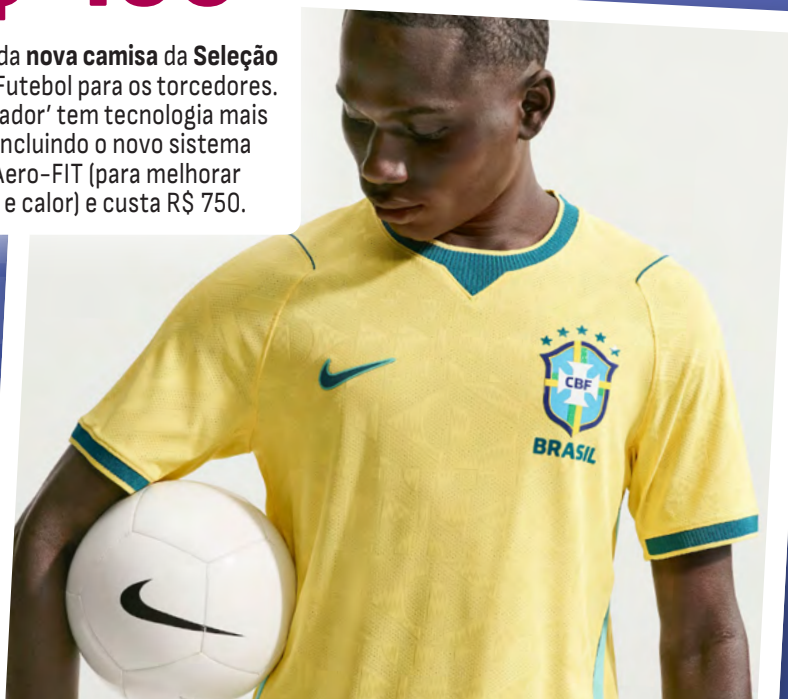 da nova camisa da Seleção
Futebol para os torcedores.
ador’ tem tecnologia mais
ncluindo o novo sistema
Aero-FIT (para melhorar
e calor) e custa R$ 750.
CBF
BRASIL